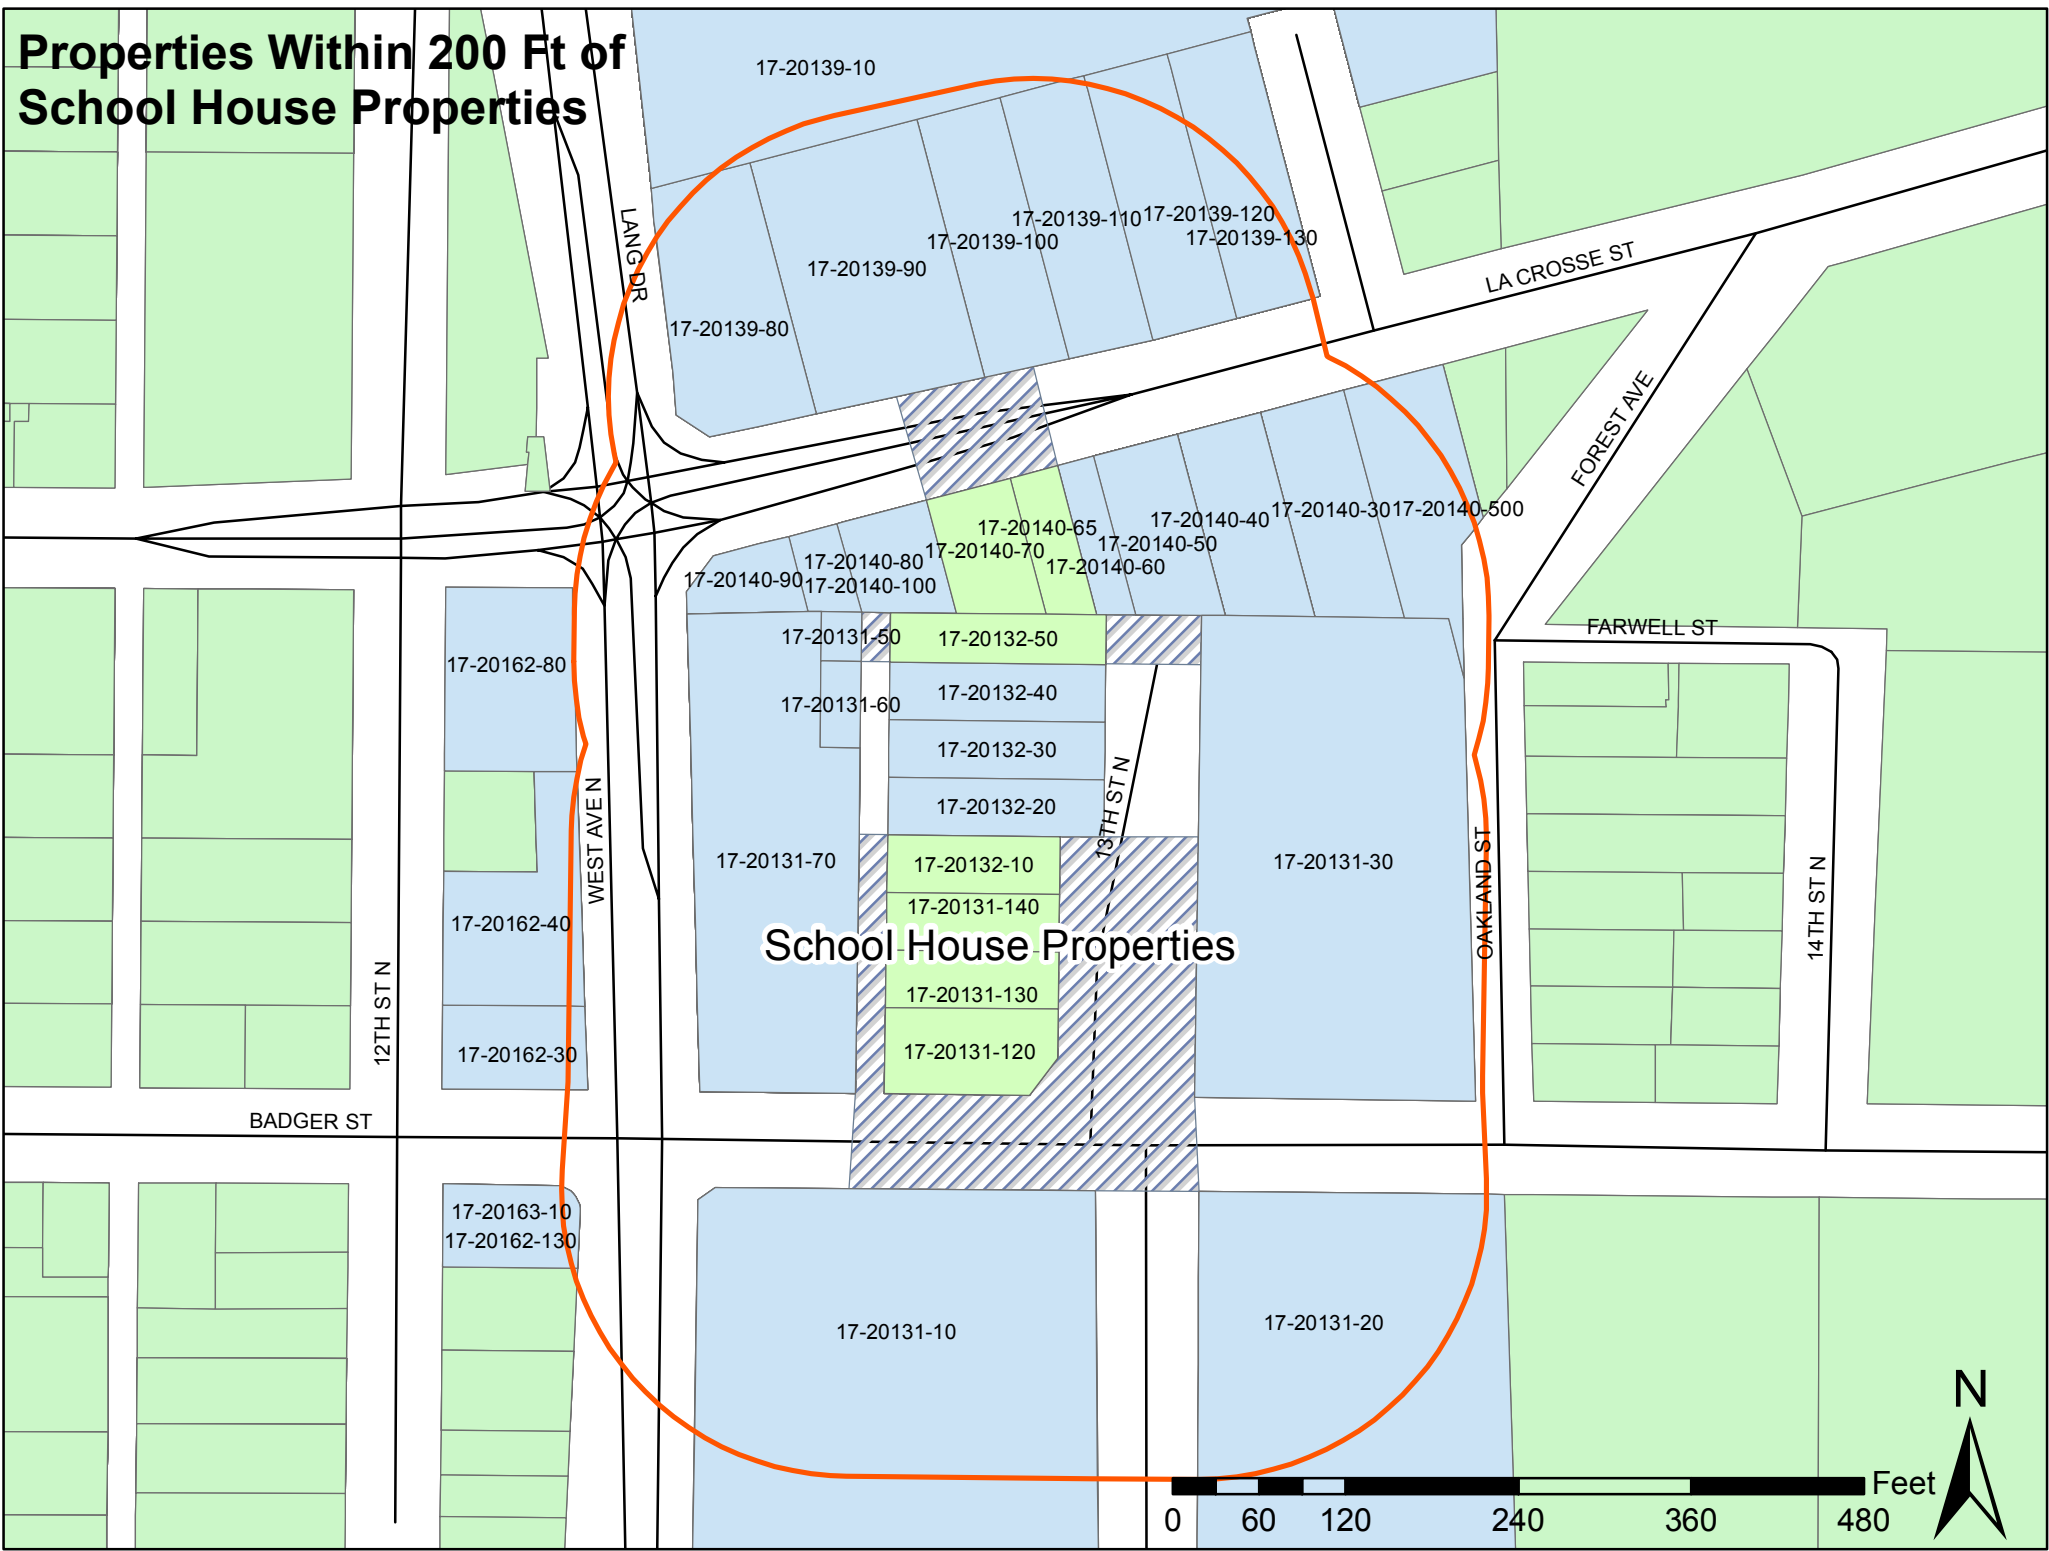 Properties Within 200 Ft of
School House Properties
17-20139-10
LANG DR
17-20139-110
17-20139-120
17-20139-100
17-20139-130
17-20139-90
17-20139-80
LA CROSSE ST
FOREST AVE
17-20140-65
17-20140-40
17-20140-30
17-20140-500
17-20140-70
17-20140-50
17-20140-80
17-20140-60
17-20140-90
17-20140-100
17-20131-50
17-20132-50
FARWELL ST
17-20162-80
17-20132-40
17-20131-60
17-20132-30
17-20132-20
13TH ST N
WEST AVE N
17-20131-70
17-20132-10
17-20131-30
OAKLAND ST
14TH ST N
17-20131-140
17-20162-40
School House Properties
17-20131-130
12TH ST N
17-20162-30
17-20131-120
BADGER ST
17-20163-10
17-20162-130
17-20131-10
17-20131-20
N
Feet
0 60 120 240 360 480